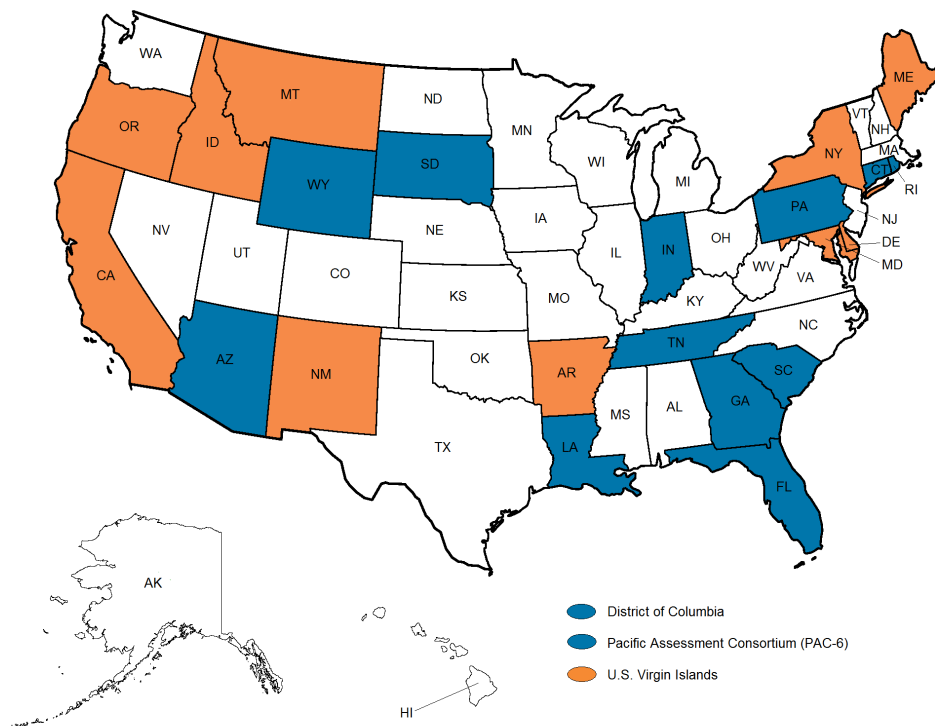 WA
MT
ND
MN
ME
VT
NH
OR
ID
WY
SD
WI
MI
NY
MA
CT
RI
NV
UT
CO
NE
IA
IL
IN
OH
PA
NJ
DE
MD
WV
VA
CA
KS
MO
KY
NC
AZ
NM
OK
AR
TN
SC
MS
AL
GA
TX
LA
FL
AK
HI
District of Columbia
Pacific Assessment Consortium (PAC-6)
U.S. Virgin Islands